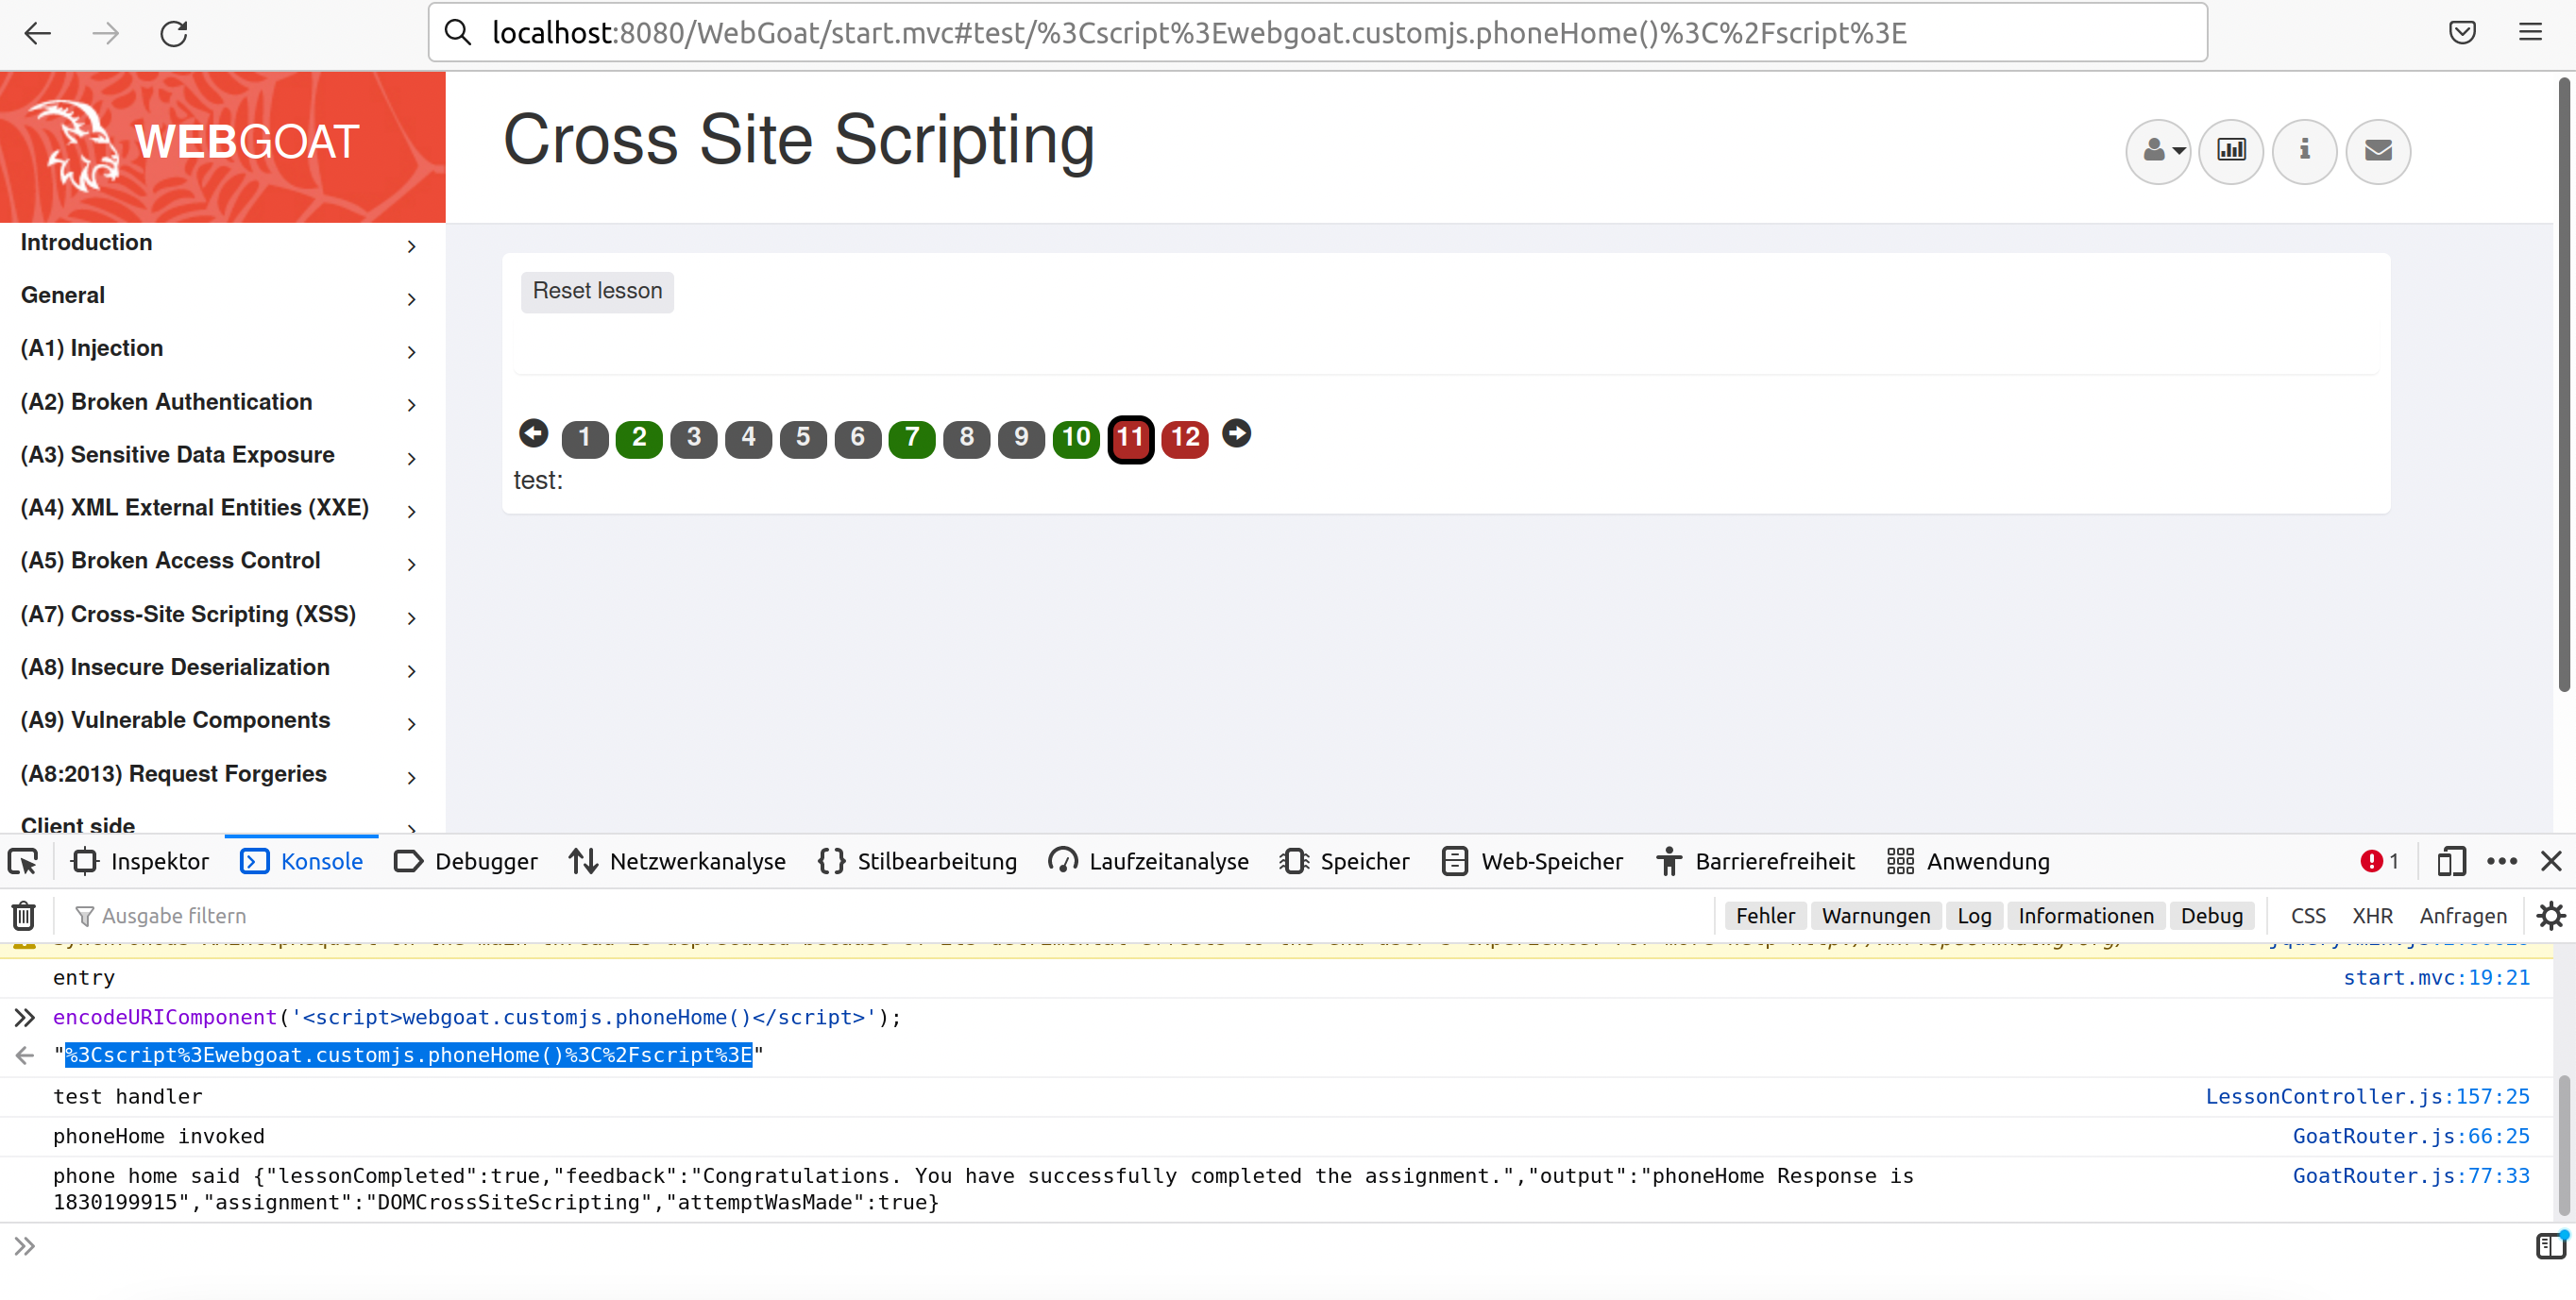 localhost:8080/WebGoat/start.mvc#test/%3Cscript%3Ewebgoat.customjs.phoneHome()%3C%2Fscript%3E
WEBGOAT
Cross Site Scripting
Introduction
General
(A1) Injection
(A2) Broken Authentication
(A3) Sensitive Data Exposure
(A4) XML External Entities (XXE)
(A5) Broken Access Control
(A7) Cross-Site Scripting (XSS)
(A8) Insecure Deserialization
(A9) Vulnerable Components
(A8:2013) Request Forgeries
Client side
Reset lesson
1 2 3 4 5 6 7 8 9 10 11 12
test:
Inspektor Konsole Debugger Netzwerkanalyse Stilbearbeitung Laufzeitanalyse Speicher Web-Speicher Barrierefreiheit Anwendung 1
Ausgabe filtern Fehler Warnungen Log Informationen Debug CSS XHR Anfragen
entry start.mvc:19:21
encodeURIComponent('<script>webgoat.customjs.phoneHome()</script>');
"%3Cscript%3Ewebgoat.customjs.phoneHome()%3C%2Fscript%3E"
test handler LessonController.js:157:25
phoneHome invoked GoatRouter.js:66:25
phone home said {"lessonCompleted":true,"feedback":"Congratulations. You have successfully completed the assignment.","output":"phoneHome Response is GoatRouter.js:77:33
1830199915","assignment":"DOMCrossSiteScripting","attemptWasMade":true}